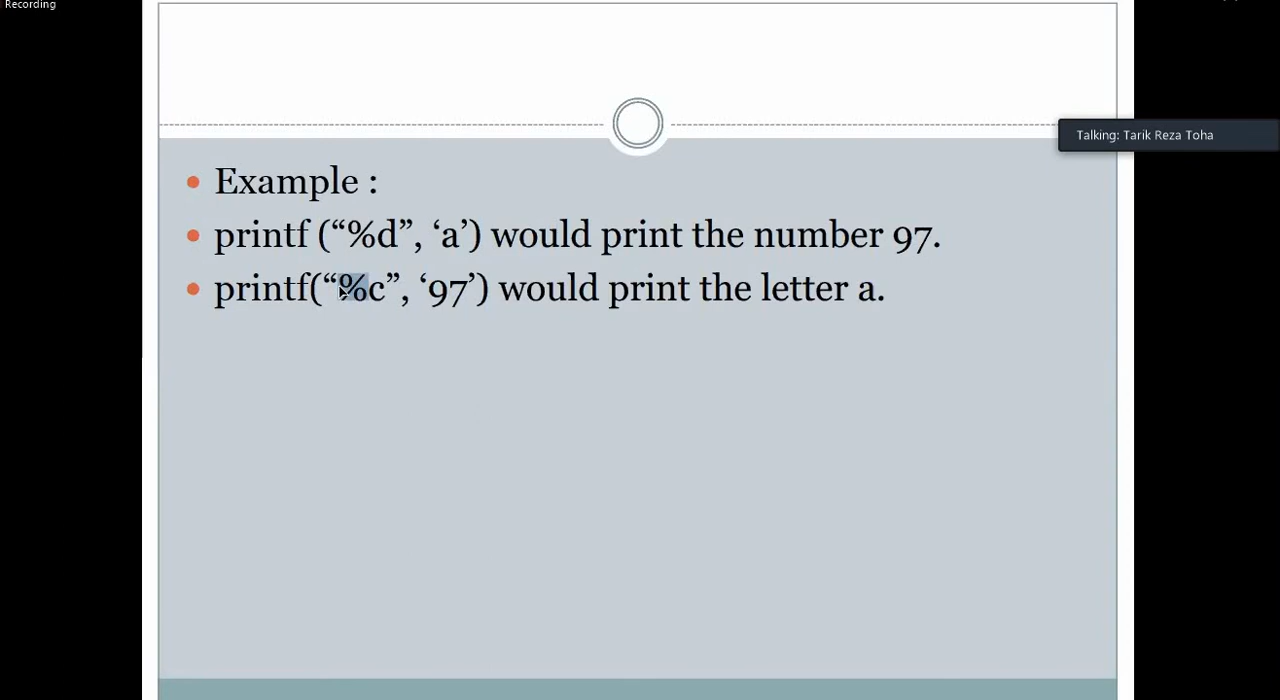 Recording
Talking: Tarik Reza Toha
Example :
printf (“%d”, ‘a’) would print the number 97.
printf(“%c”, ‘97’) would print the letter a.